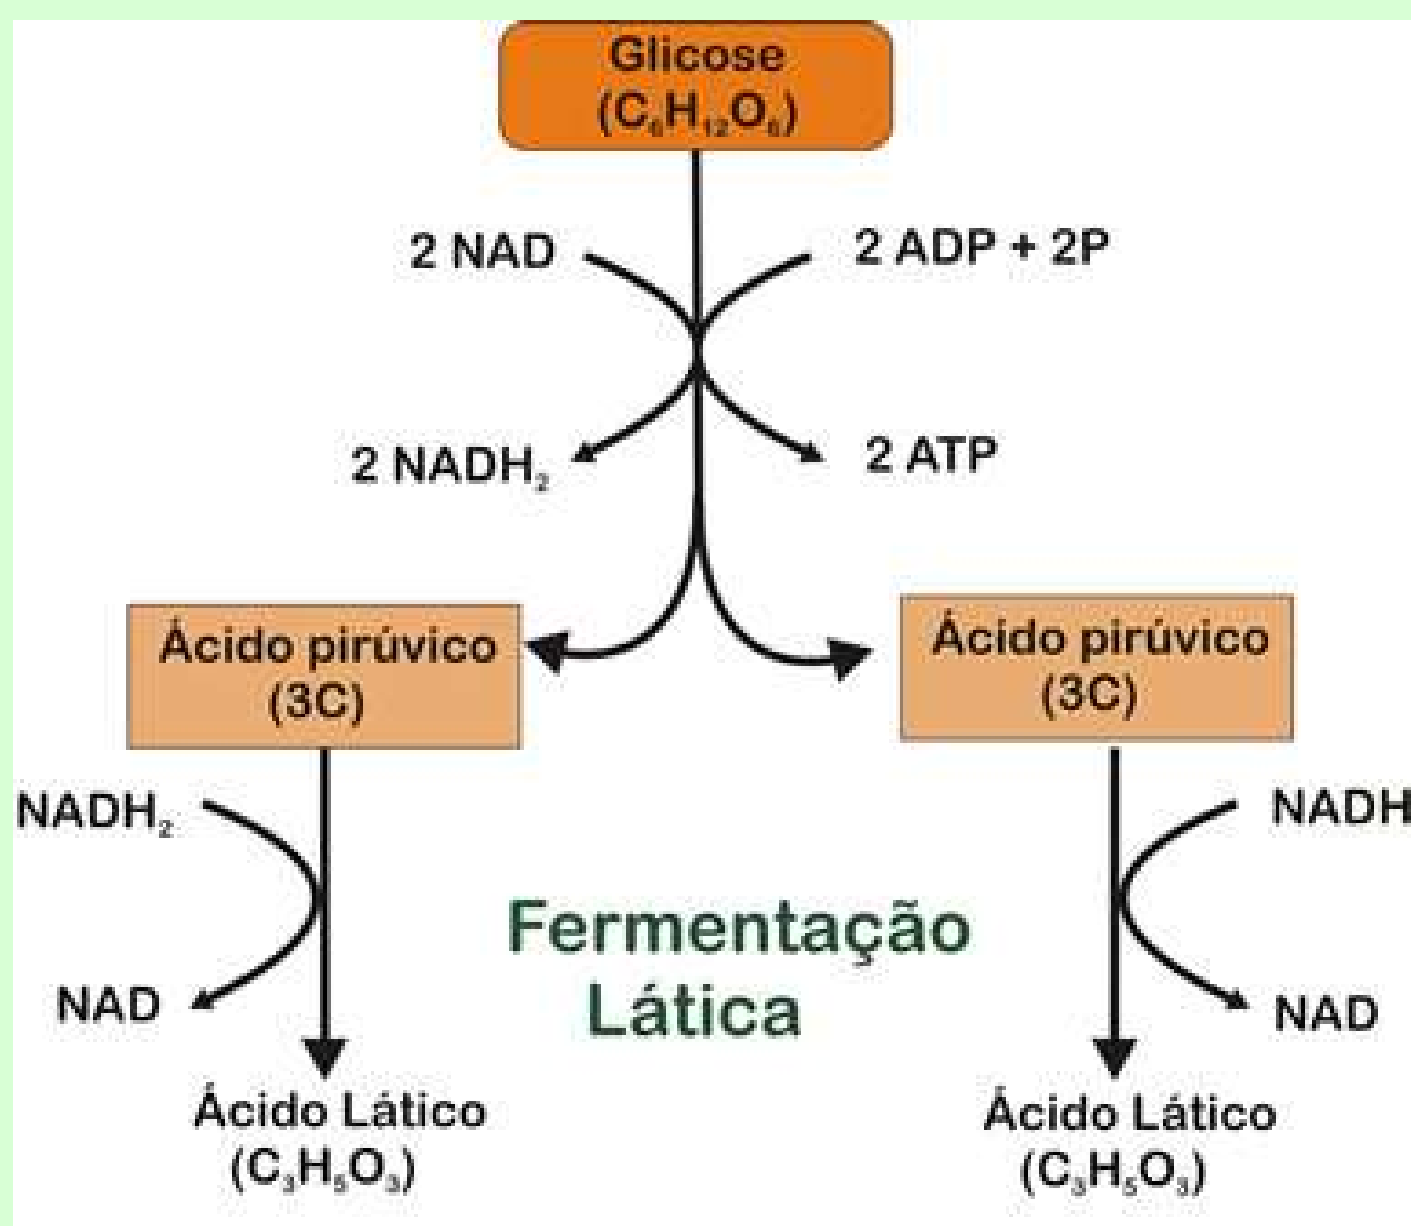 Glicose
(C₆H₁₂O₆)
2 NAD
2 ADP + 2P
2 NADH₂
2 ATP
Ácido pirúvico
(3C)
Ácido pirúvico
(3C)
NADH₂
NADH
Fermentação
Lática
NAD
NAD
Ácido Lático
(C₃H₅O₃)
Ácido Lático
(C₃H₅O₃)